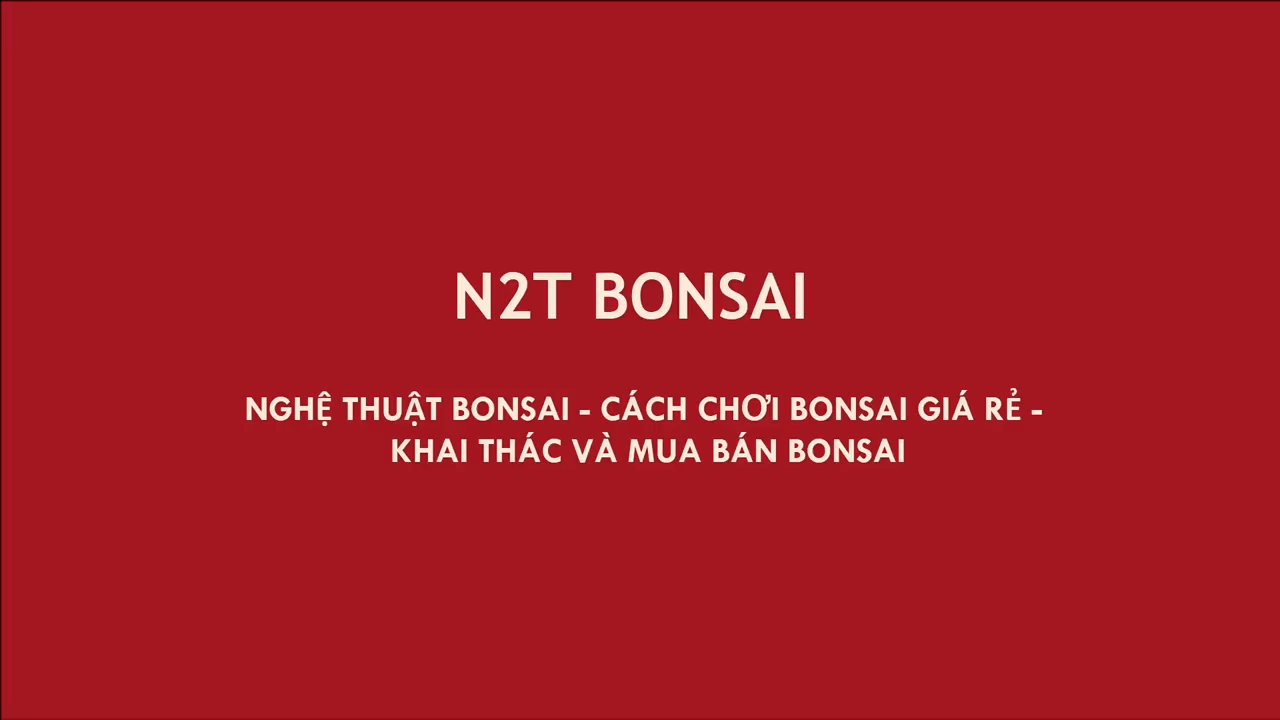 N2T BONSAI
NGHỆ THUẬT BONSAI - CÁCH CHƠI BONSAI GIÁ RẺ -
KHAI THÁC VÀ MUA BÁN BONSAI